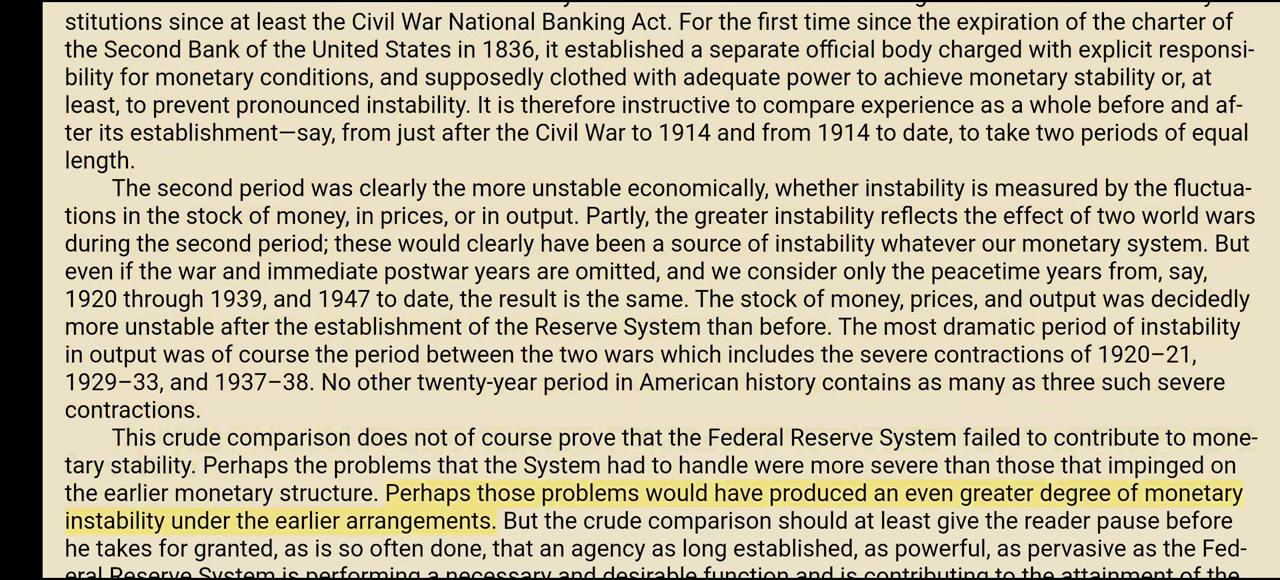 stitutions since at least the Civil War National Banking Act. For the first time since the expiration of the charter of
the Second Bank of the United States in 1836, it established a separate official body charged with explicit responsi-
bility for monetary conditions, and supposedly clothed with adequate power to achieve monetary stability or, at
least, to prevent pronounced instability. It is therefore instructive to compare experience as a whole before and af-
ter its establishment—say, from just after the Civil War to 1914 and from 1914 to date, to take two periods of equal
length.
The second period was clearly the more unstable economically, whether instability is measured by the fluctua-
tions in the stock of money, in prices, or in output. Partly, the greater instability reflects the effect of two world wars
during the second period; these would clearly have been a source of instability whatever our monetary system. But
even if the war and immediate postwar years are omitted, and we consider only the peacetime years from, say,
1920 through 1939, and 1947 to date, the result is the same. The stock of money, prices, and output was decidedly
more unstable after the establishment of the Reserve System than before. The most dramatic period of instability
in output was of course the period between the two wars which includes the severe contractions of 1920–21,
1929–33, and 1937–38. No other twenty-year period in American history contains as many as three such severe
contractions.
This crude comparison does not of course prove that the Federal Reserve System failed to contribute to mone-
tary stability. Perhaps the problems that the System had to handle were more severe than those that impinged on
the earlier monetary structure. Perhaps those problems would have produced an even greater degree of monetary
instability under the earlier arrangements. But the crude comparison should at least give the reader pause before
he takes for granted, as is so often done, that an agency as long established, as powerful, as pervasive as the Fed-
eral Reserve System is performing a necessary and desirable function and is contributing to the attainment of the